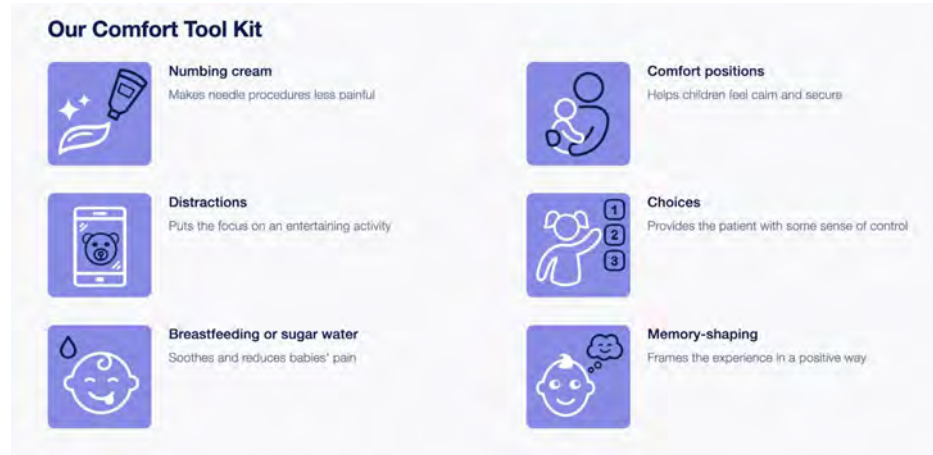 Our Comfort Tool Kit
Numbing cream
Makes needle procedures less painful
Comfort positions
Helps children feel calm and secure
Distractions
Puts the focus on an entertaining activity
Choices
Provides the patient with some sense of control
1
2
3
Breastfeeding or sugar water
Soothes and reduces babies' pain
Memory-shaping
Frames the experience in a positive way